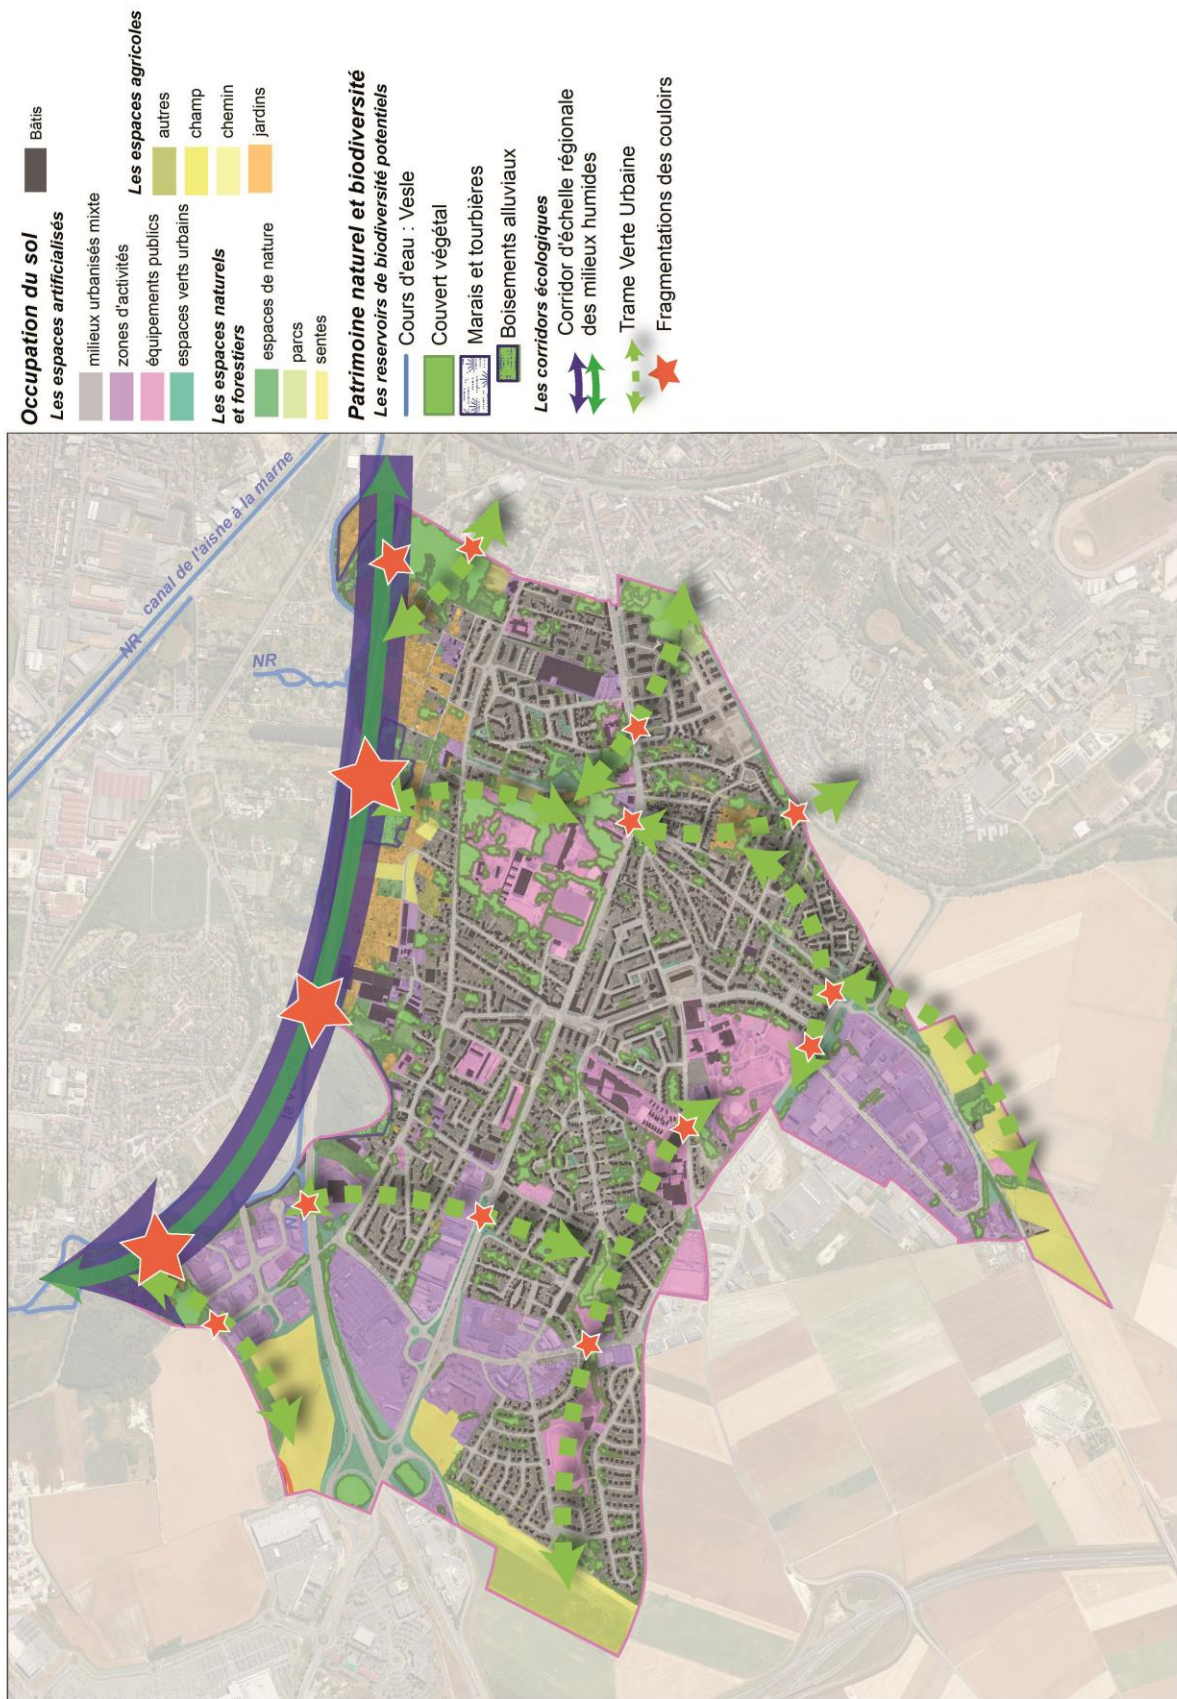 Occupation du sol
Les espaces artificialisés
milieux urbanisés mixte
zones d'activités
équipements publics
espaces verts urbains
Les espaces naturels
et forestiers
espaces de nature
parcs
sentes
Bâtis
Les espaces agricoles
autres
champ
chemin
jardins
Patrimoine naturel et biodiversité
Les reservoirs de biodiversité potentiels
Cours d'eau : Vesle
Couvert végétal
Marais et tourbières
Boisements alluviaux
Les corridors écologiques
Corridor d'échelle régionale
des milieux humides
Trame Verte Urbaine
Fragmentations des couloirs
NR
canal de l'aisne à la marne
NR